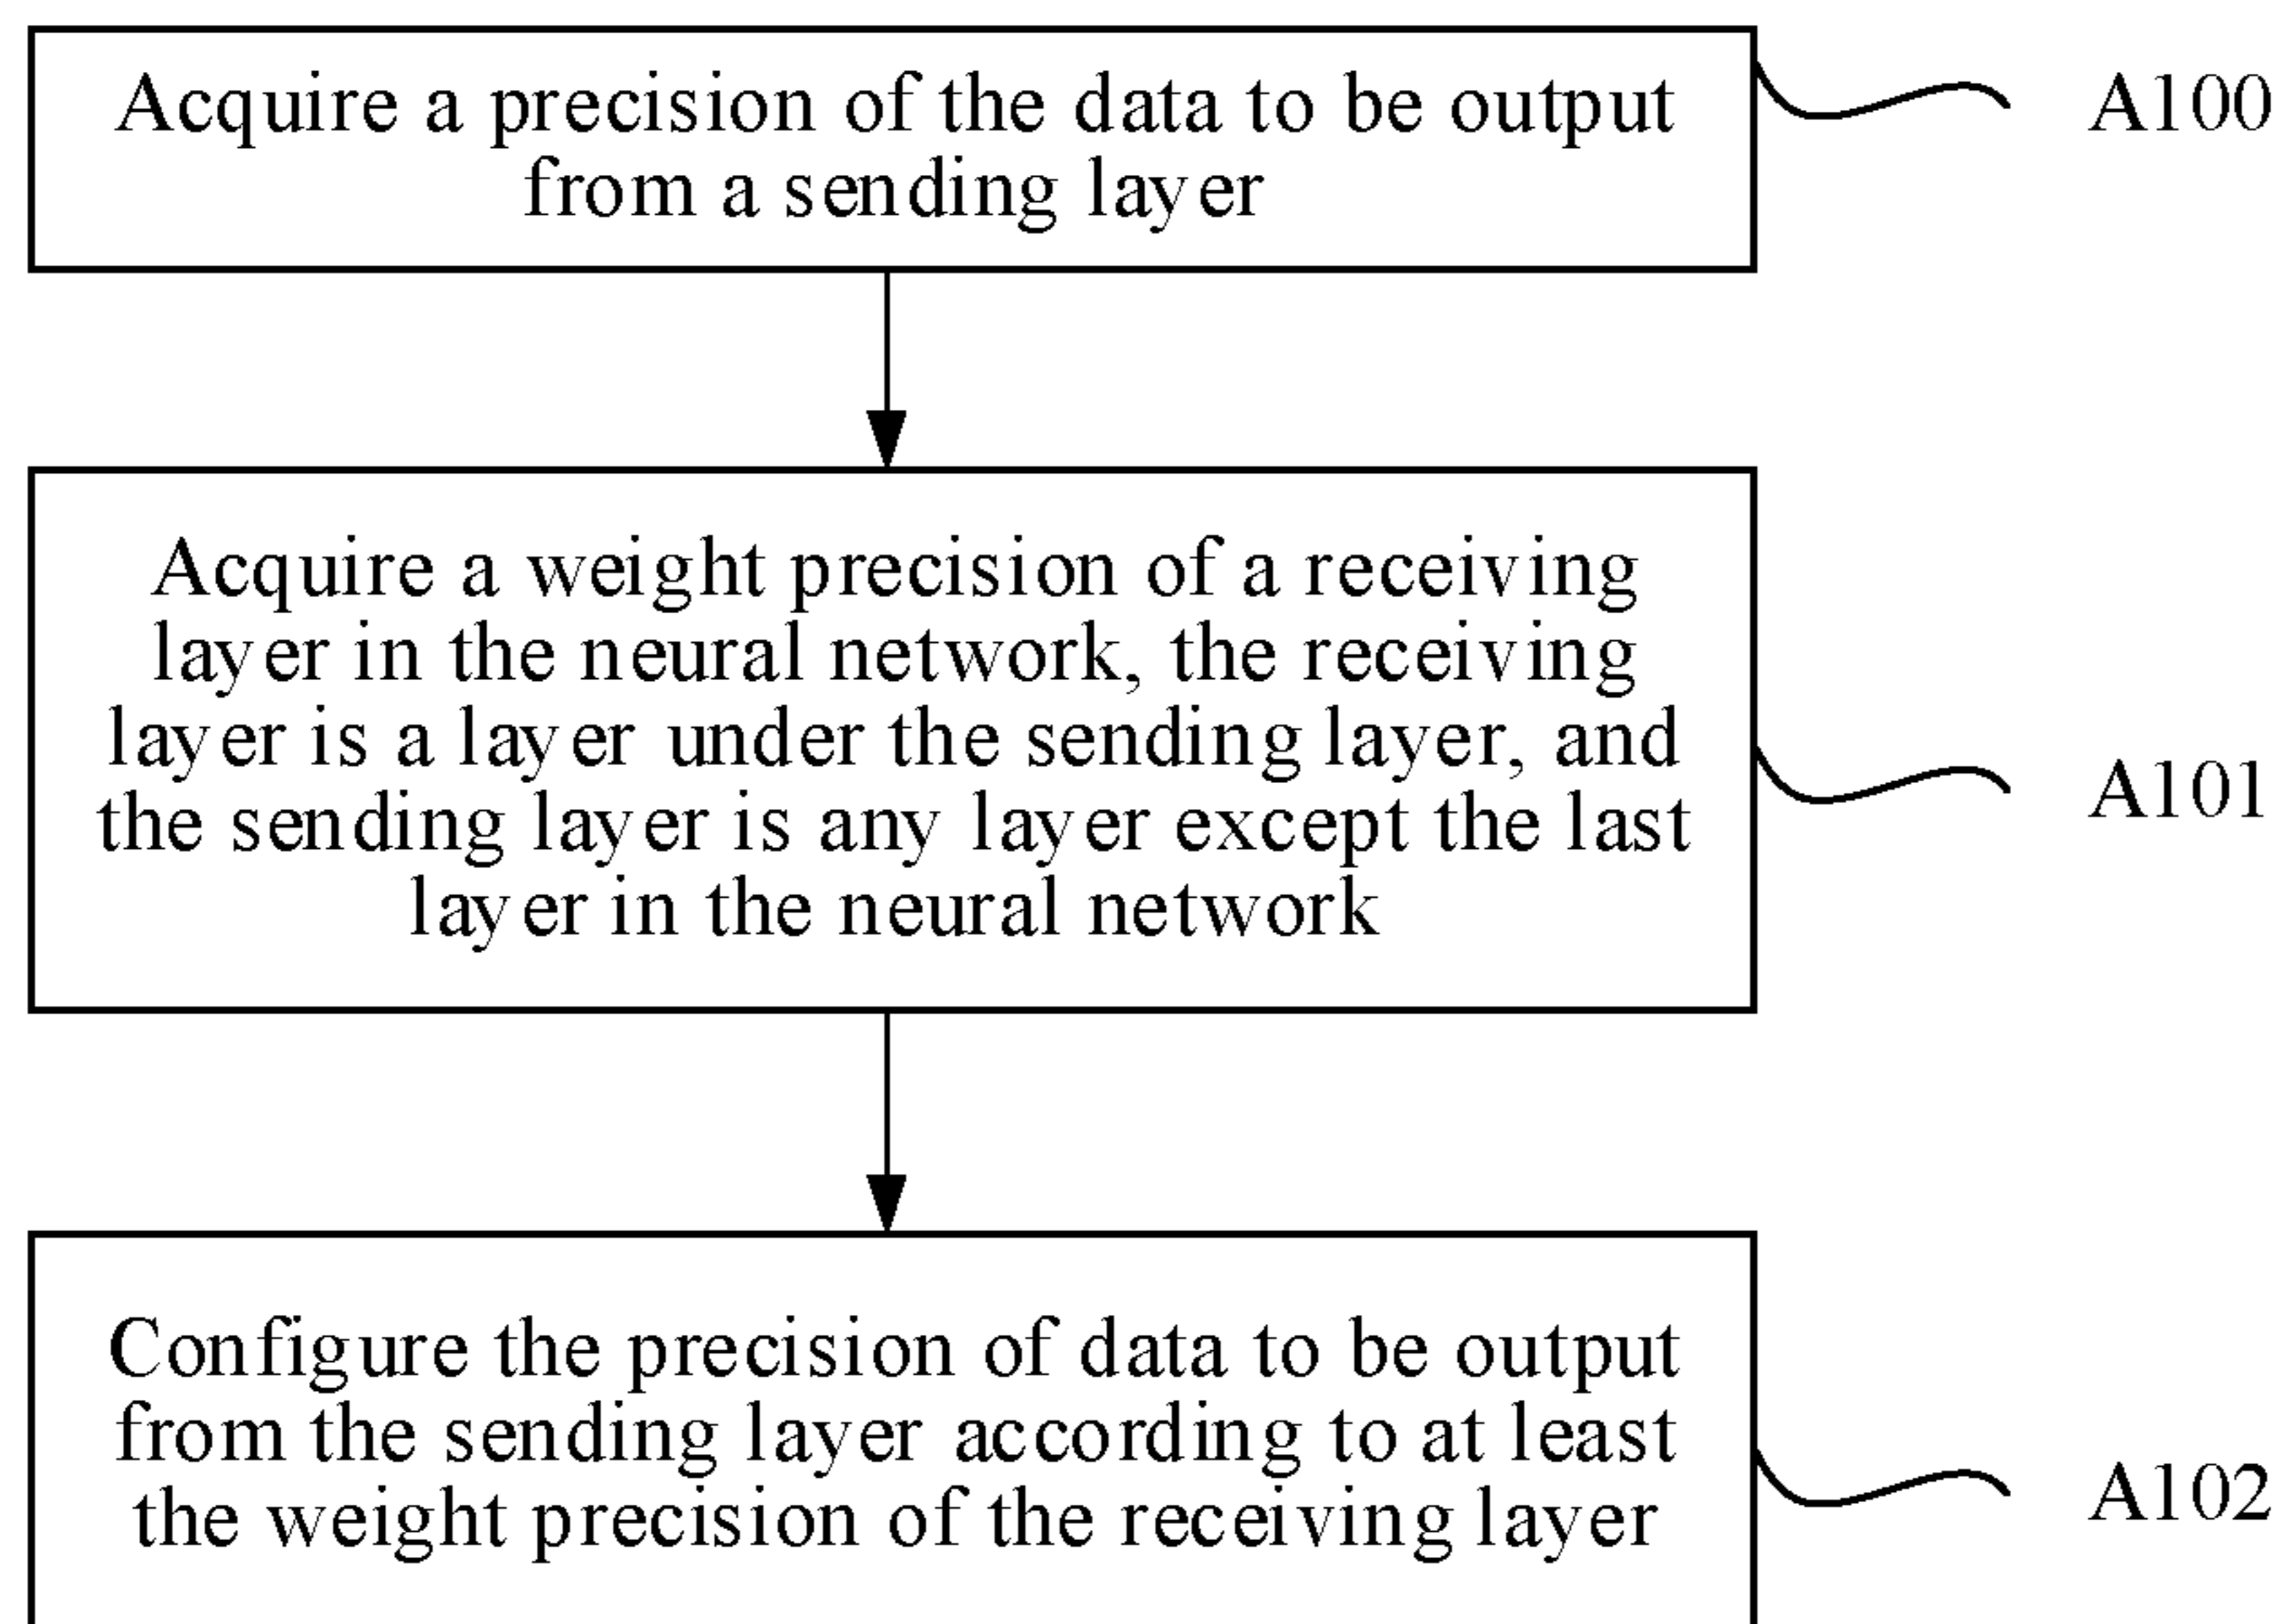 Acquire a precision of the data to be output
from a sending layer
A100
Acquire a weight precision of a receiving
layer in the neural network, the receiving
layer is a layer under the sending layer, and
the sending layer is any layer except the last
layer in the neural network
A101
Configure the precision of data to be output
from the sending layer according to at least
the weight precision of the receiving layer
A102